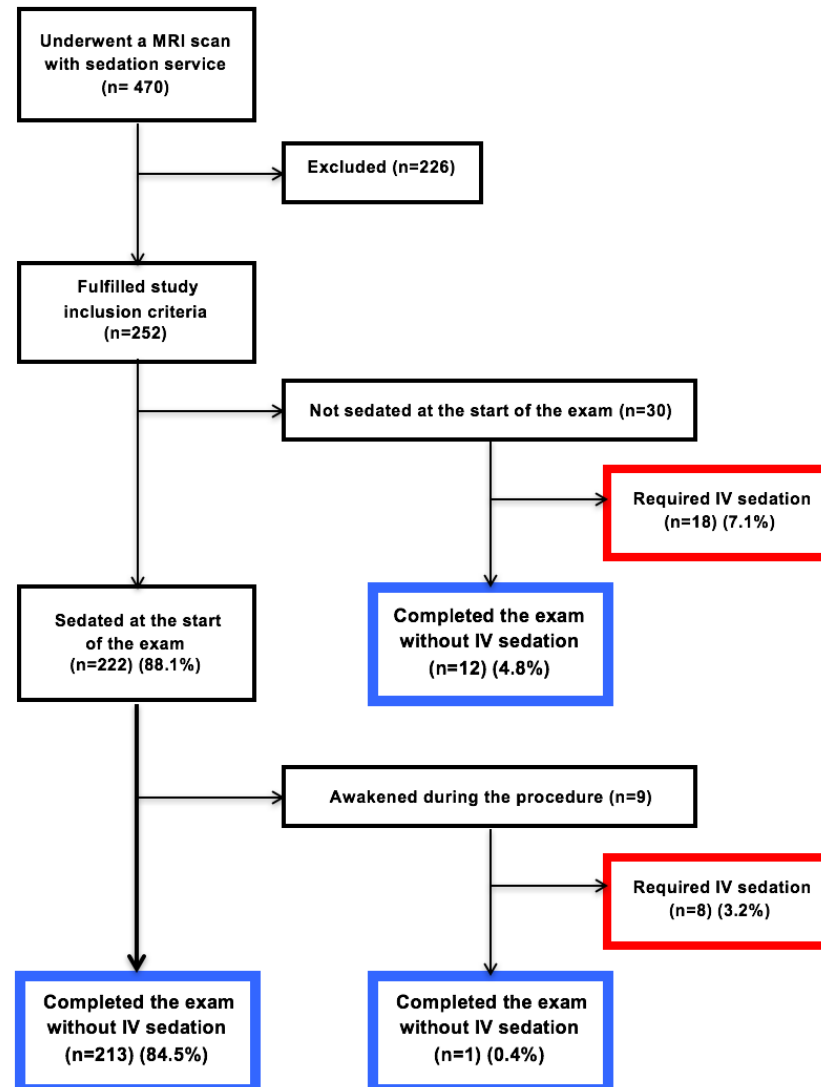 Underwent a MRI scan
with sedation service
(n= 470)
Excluded (n=226)
Fulfilled study
inclusion criteria
(n=252)
Not sedated at the start of the exam (n=30)
Required IV sedation
(n=18) (7.1%)
Completed the exam
without IV sedation
(n=12) (4.8%)
Sedated at the start
of the exam
(n=222) (88.1%)
Awakened during the procedure (n=9)
Required IV sedation
(n=8) (3.2%)
Completed the exam
without IV sedation
(n=213) (84.5%)
Completed the exam
without IV sedation
(n=1) (0.4%)